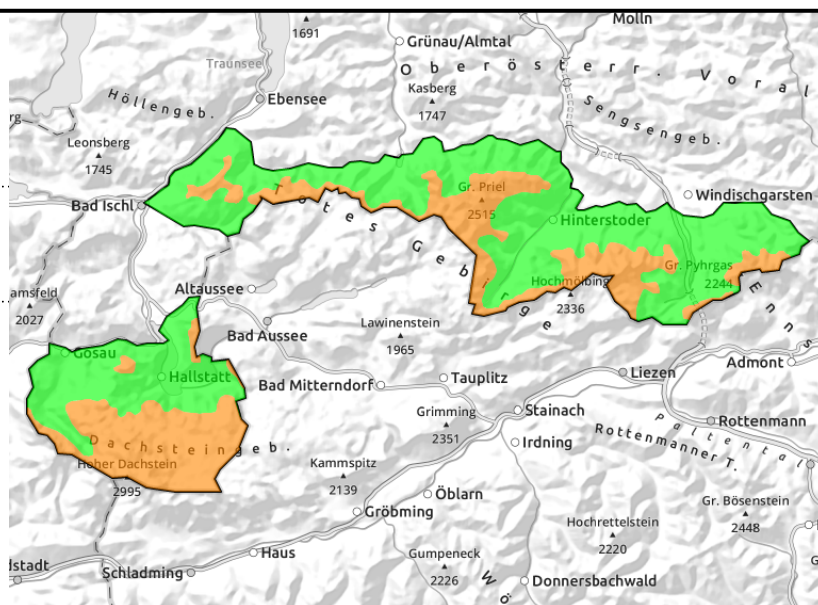 1691
Molln
Grünau/Almtal
Traunsee
Oberösterr. Voral
Kasberg
1747
Ebensee
Höllengeb.
Sengsengeb.
rg
Leonsberg
1745
Gr. Priel
2515
Windischgarsten
Bad Ischl
Totes Gebirge
Hinterstoder
Gr. Pyhrgas
2244
Altaussee
Hochmölbing
2336
amsfeld
2027
Enns
Bad Aussee
Lawinenstein
1965
Gosau
Admont
Hallstatt
Bad Mitterndorf
Tauplitz
Liezen
Grimming
2351
Stainach
Rottenmann
Paltental
Rottenmanner T.
Irdning
Dachsteingeb.
Hoher Dachstein
2995
Kammspitz
2139
Öblarn
Gröbming
Gr. Bösenstein
2448
Hochrettelstein
2220
Haus
Gumpeneck
2226
dstadt
Schladming
Wö
Donnersbachwald
G